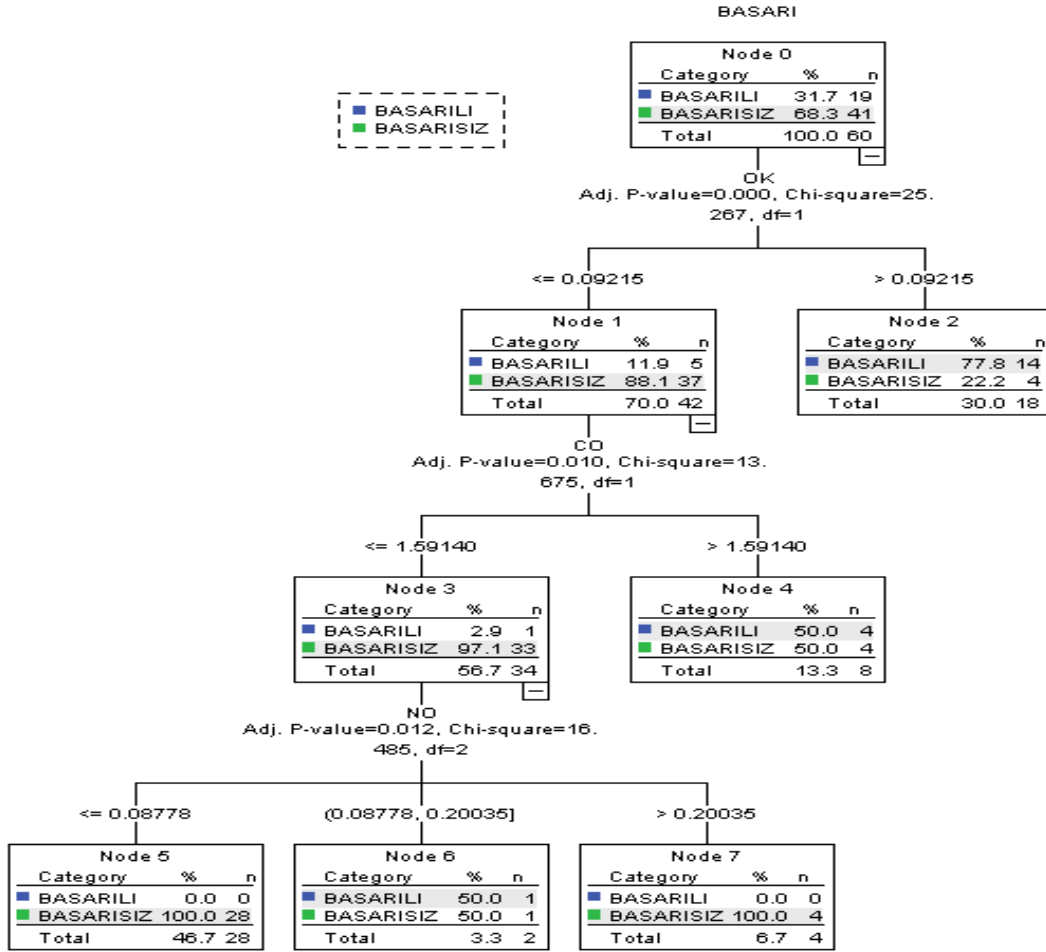 BASARI
BASARILI
BASARISIZ
Node 0
Category % n
BASARILI 31.7 19
BASARISIZ 68.3 41
Total 100.0 60
OK
Adj. P-value=0.000, Chi-square=25.
267, df=1
<= 0.09215
> 0.09215
Node 1
Category % n
BASARILI 11.9 5
BASARISIZ 88.1 37
Total 70.0 42
Node 2
Category % n
BASARILI 77.8 14
BASARISIZ 22.2 4
Total 30.0 18
CO
Adj. P-value=0.010, Chi-square=13.
675, df=1
<= 1.59140
> 1.59140
Node 3
Category % n
BASARILI 2.9 1
BASARISIZ 97.1 33
Total 56.7 34
Node 4
Category % n
BASARILI 50.0 4
BASARISIZ 50.0 4
Total 13.3 8
NO
Adj. P-value=0.012, Chi-square=16.
485, df=2
<= 0.08778
(0.08778, 0.20035]
> 0.20035
Node 5
Category % n
BASARILI 0.0 0
BASARISIZ 100.0 28
Total 46.7 28
Node 6
Category % n
BASARILI 50.0 1
BASARISIZ 50.0 1
Total 3.3 2
Node 7
Category % n
BASARILI 0.0 0
BASARISIZ 100.0 4
Total 6.7 4